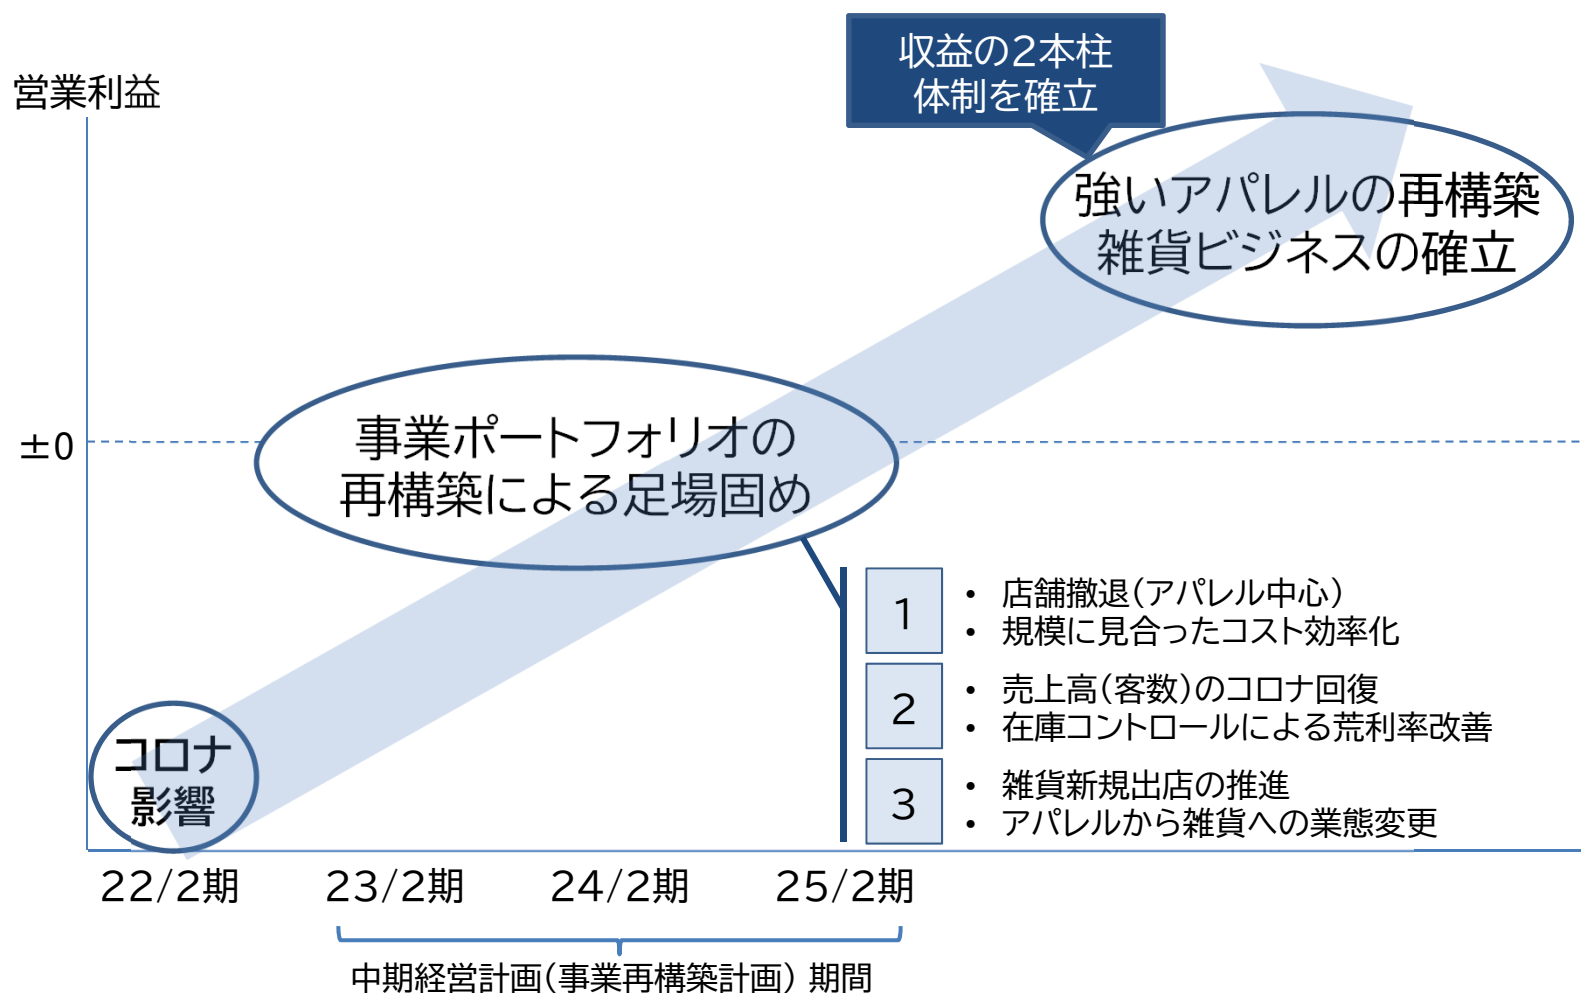 収益の2本柱
体制を確立
営業利益
強いアパレルの再構築
雑貨ビジネスの確立
±0
事業ポートフォリオの
再構築による足場固め
1
• 店舗撤退(アパレル中心)
• 規模に見合ったコスト効率化
2
• 売上高(客数)のコロナ回復
• 在庫コントロールによる荒利率改善
3
• 雑貨新規出店の推進
• アパレルから雑貨への業態変更
コロナ
影響
22/2期 23/2期 24/2期 25/2期
中期経営計画(事業再構築計画) 期間